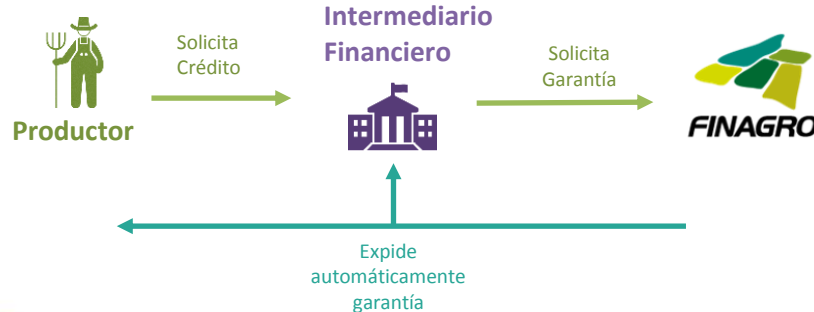 Productor
Solicita
Crédito
Intermediario
Financiero
Solicita
Garantía
FINAGRO
Expide
automáticamente
garantía